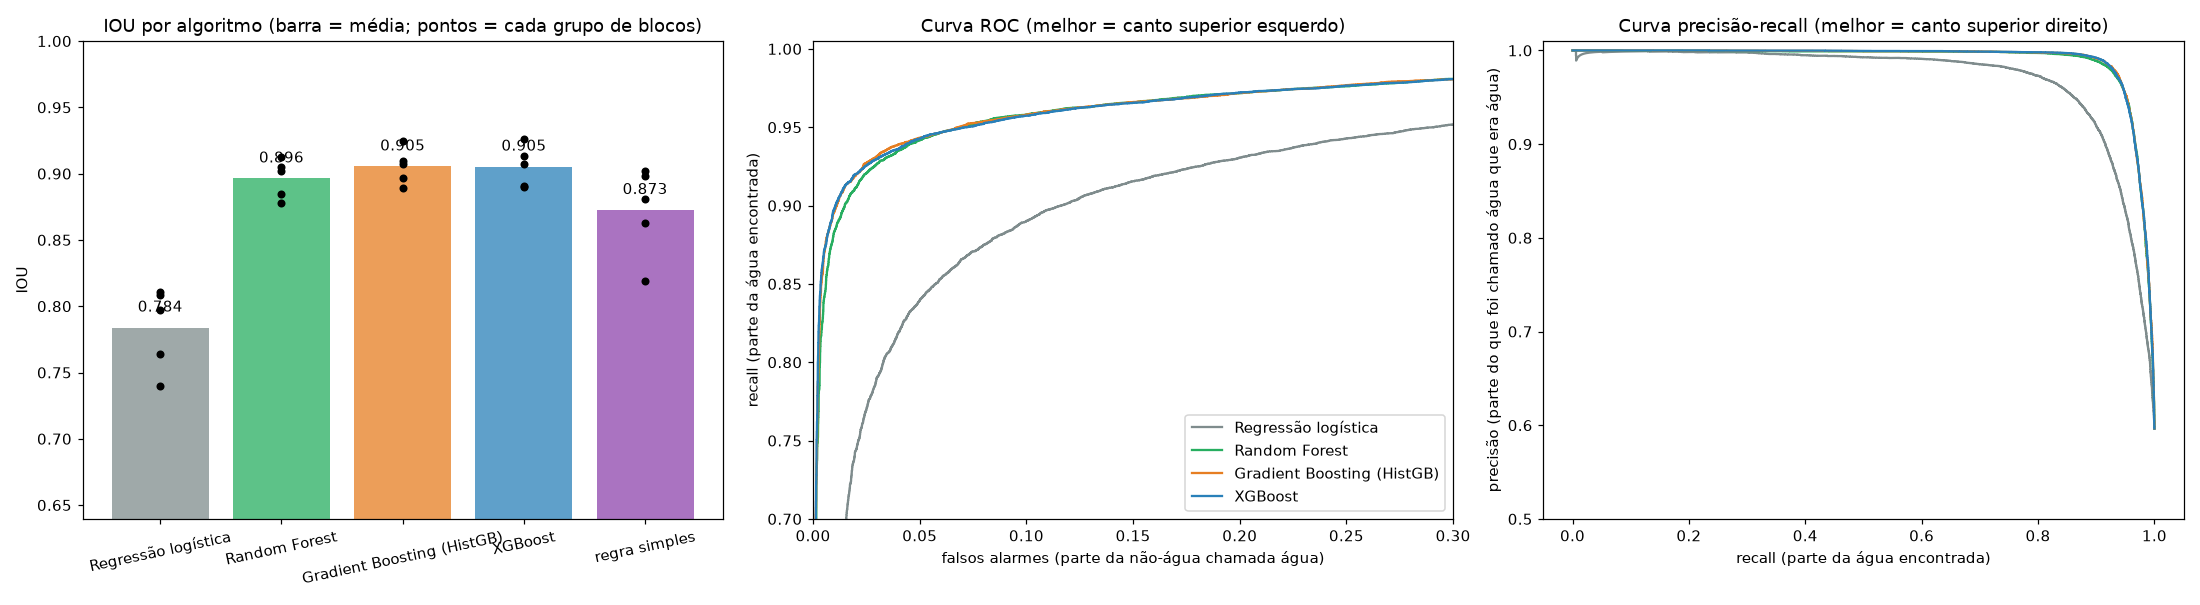 IOU por algoritmo (barra = média; pontos = cada grupo de blocos)
IOU
1.00
0.95
0.90
0.85
0.80
0.75
0.70
0.65
0.784
0.896
0.905
0.905
0.873
Regressão logística
Random Forest
Gradient Boosting (HistGB)
XGBoost
regra simples
Curva ROC (melhor = canto superior esquerdo)
recall (parte da água encontrada)
1.00
0.95
0.90
0.85
0.80
0.75
0.70
0.00
0.05
0.10
0.15
0.20
0.25
0.30
falsos alarmes (parte da não-água chamada água)
Regressão logística
Random Forest
Gradient Boosting (HistGB)
XGBoost
Curva precisão-recall (melhor = canto superior direito)
precisão (parte do que foi chamado água que era água)
1.0
0.9
0.8
0.7
0.6
0.5
0.0
0.2
0.4
0.6
0.8
1.0
recall (parte da água encontrada)